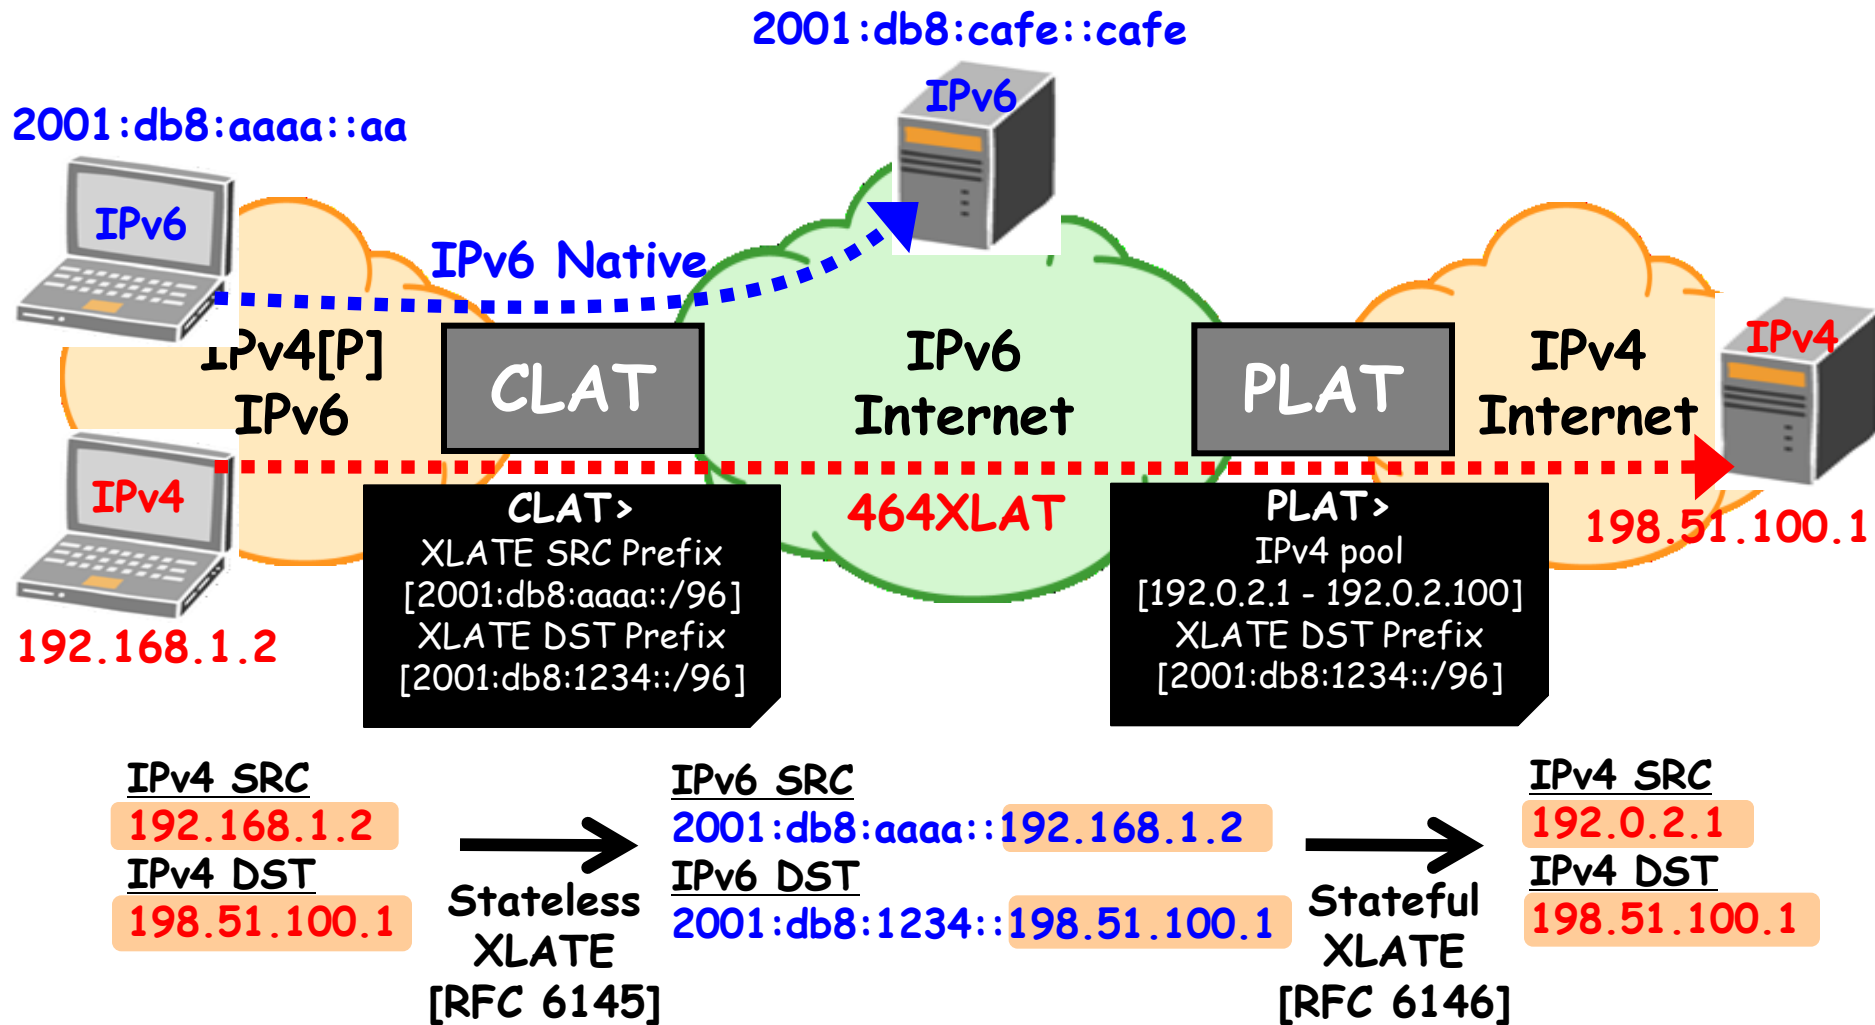 2001:db8:cafe::cafe
IPv6
2001:db8:aaaa::aa
IPv6
IPv6 Native
IPv4[P]
IPv6
CLAT
IPv6
Internet
PLAT
IPv4
Internet
IPv4
IPv4
192.168.1.2
464XLAT
198.51.100.1
CLAT>
XLATE SRC Prefix
[2001:db8:aaaa::/96]
XLATE DST Prefix
[2001:db8:1234::/96]
PLAT>
IPv4 pool
[192.0.2.1 - 192.0.2.100]
XLATE DST Prefix
[2001:db8:1234::/96]
IPv4 SRC
192.168.1.2
IPv4 DST
198.51.100.1
Stateless
XLATE
[RFC 6145]
IPv6 SRC
2001:db8:aaaa::192.168.1.2
IPv6 DST
2001:db8:1234::198.51.100.1
Stateful
XLATE
[RFC 6146]
IPv4 SRC
192.0.2.1
IPv4 DST
198.51.100.1